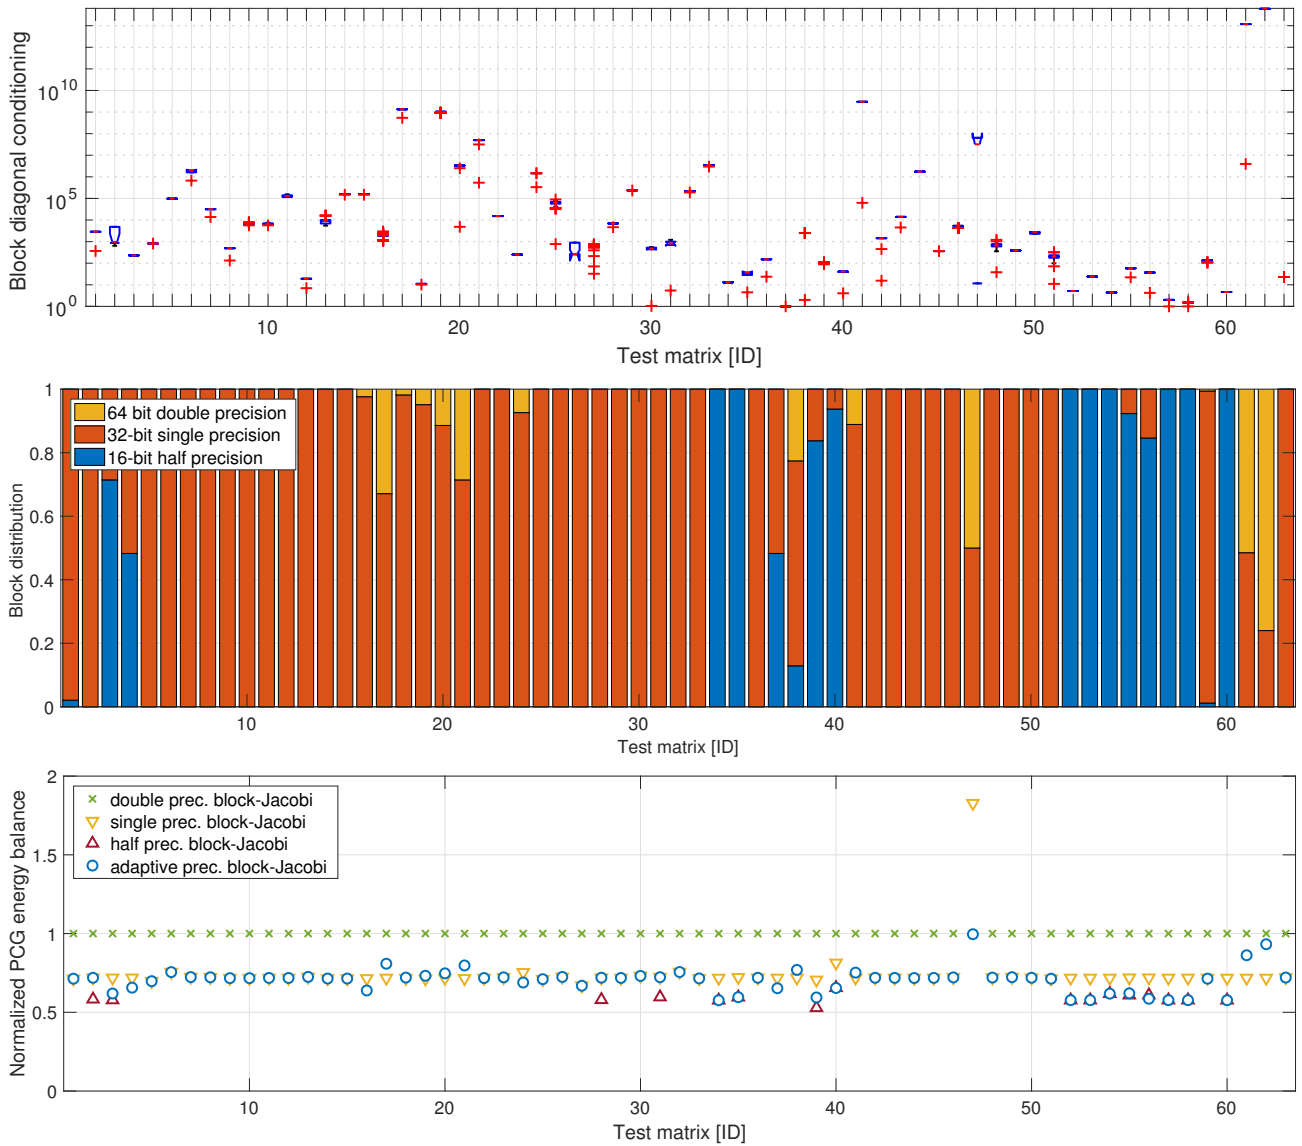 Block diagonal conditioning
10^10
10^5
10^0
10 20 30 40 50 60
Test matrix [ID]
Block distribution
1
0.8
0.6
0.4
0.2
0
64 bit double precision
32-bit single precision
16-bit half precision
10 20 30 40 50 60
Test matrix [ID]
Normalized PCG energy balance
2
1.5
1
0.5
0
double prec. block-Jacobi
single prec. block-Jacobi
half prec. block-Jacobi
adaptive prec. block-Jacobi
10 20 30 40 50 60
Test matrix [ID]